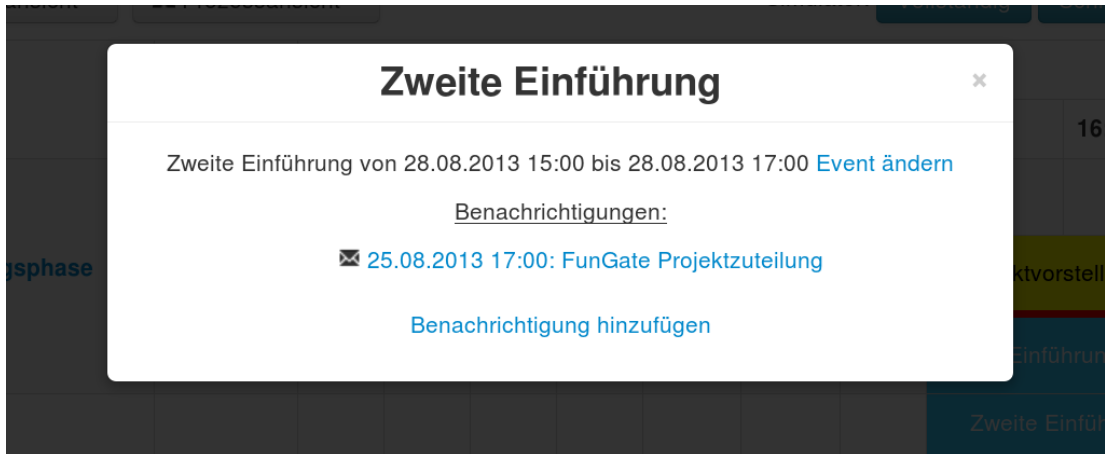 Zweite Einführung
×
16
Zweite Einführung von 28.08.2013 15:00 bis 28.08.2013 17:00 Event ändern
Benachrichtigungen:
25.08.2013 17:00: FunGate Projektzuteilung
Benachrichtigung hinzufügen
gsphase
ktvorstell
Einführun
Zweite Einfüh